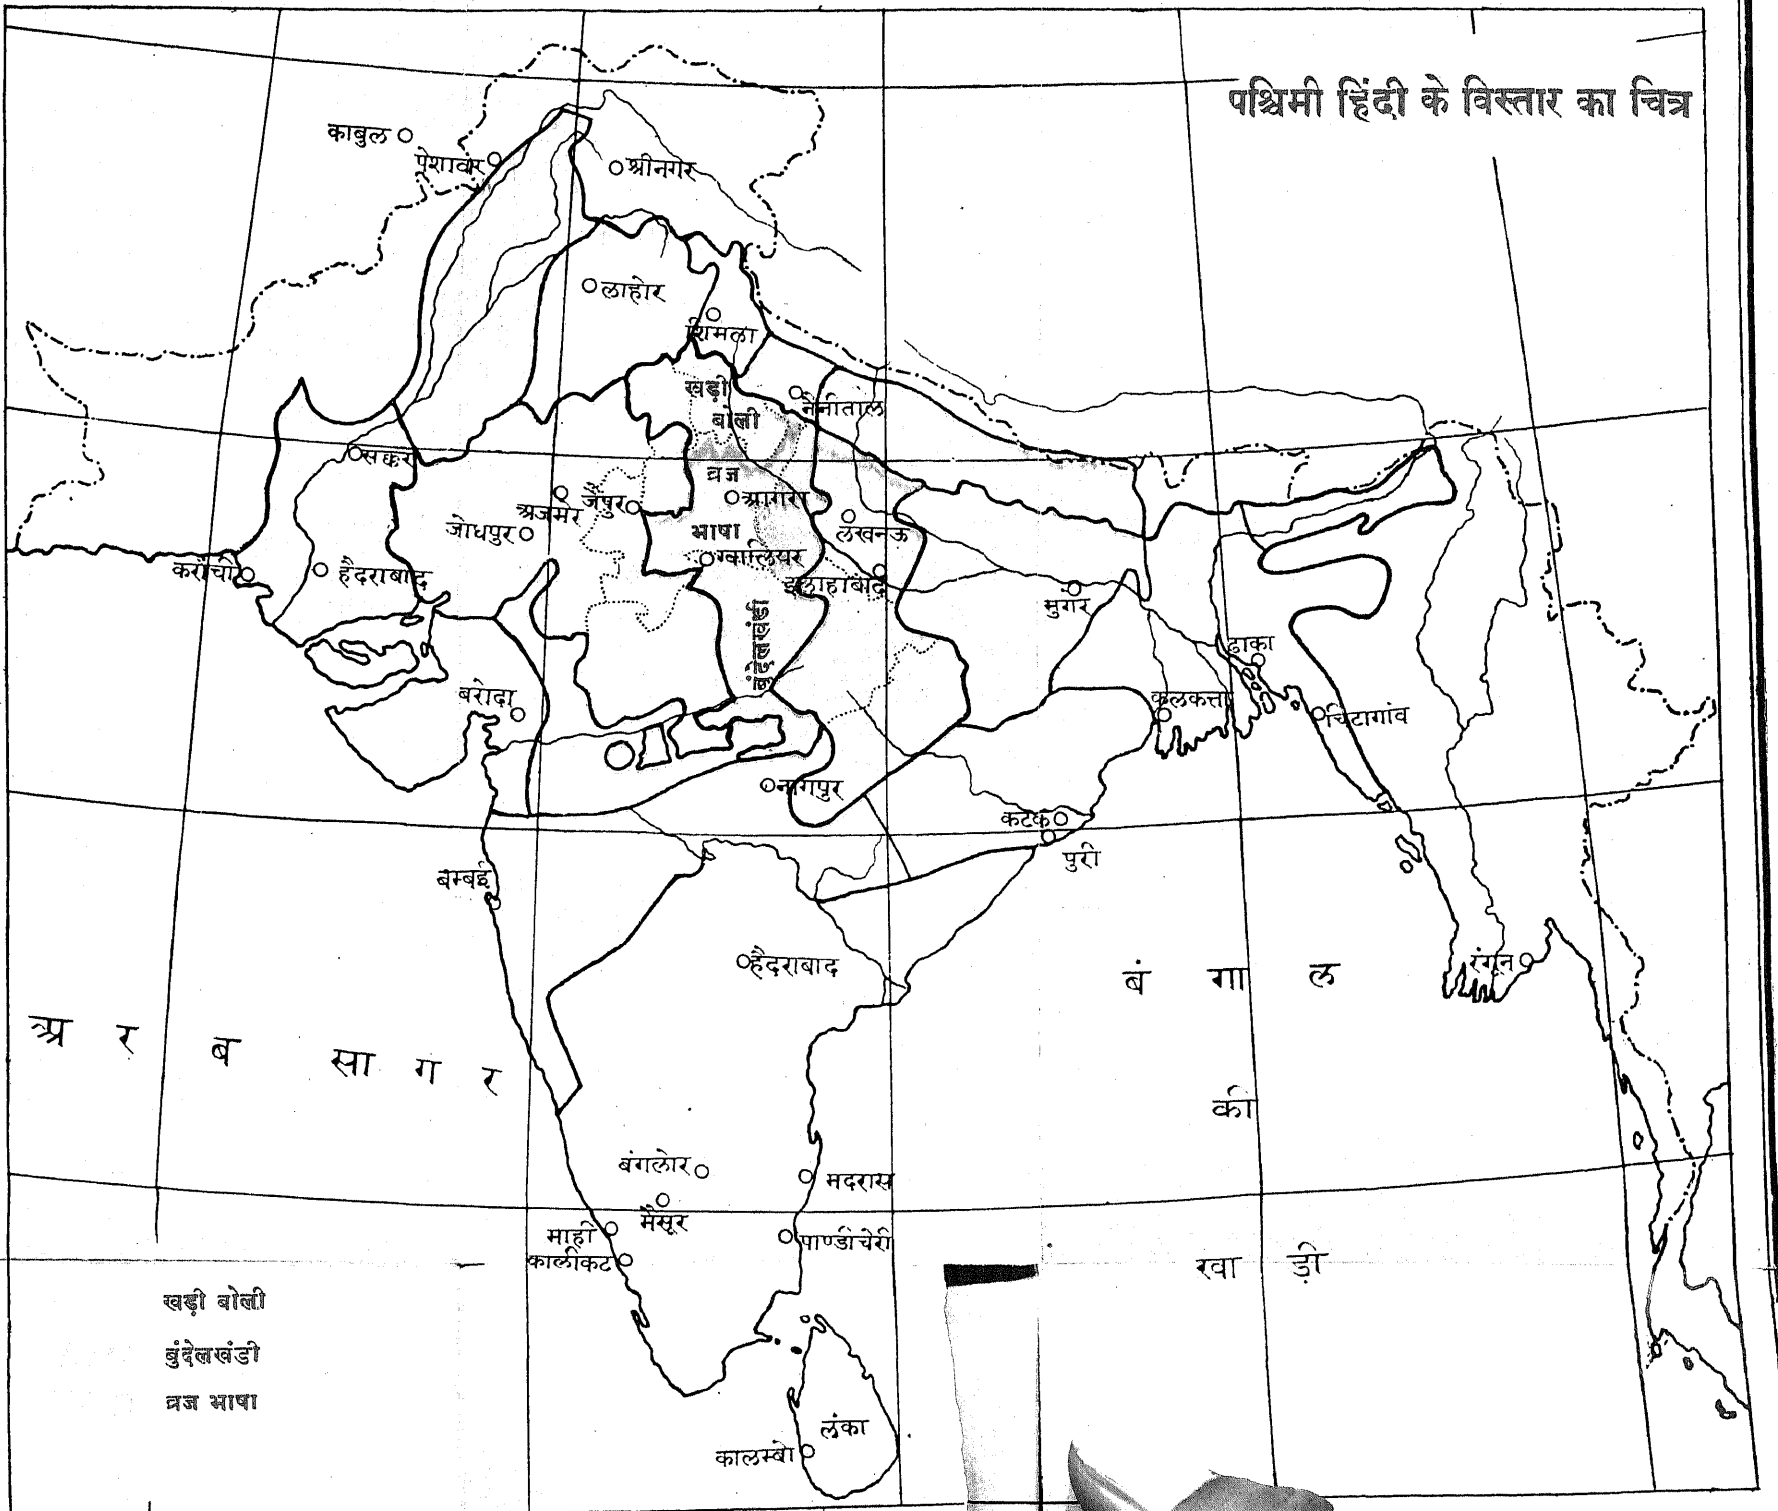 पश्चिमी हिंदी के विस्तार का चित्र
काबुल
पेशावर
श्रीनगर
लाहोर
शिमला
खड़ी
बोली
नैनीताल
सक्कर
व्रज
आगरा
अजमेर
जैपुर
जोधपुर
भाषा
लखनऊ
ग्वालियर
करांची
हैदराबाद
इलाहाबाद
मुंगेर
बुंदेलखंडी
ढाका
बरोदा
कलकत्ता
चिटागांव
नागपुर
कटक
पुरी
बम्बई
हैदराबाद
बं गा ल
रंगून
अ र ब सा ग र
की
बंगलोर
मदरास
मैसूर
माही
पाण्डीचेरी
कालीकट
खा ड़ी
खड़ी बोली
बुंदेलखंडी
व्रज भाषा
लंका
कालम्बो